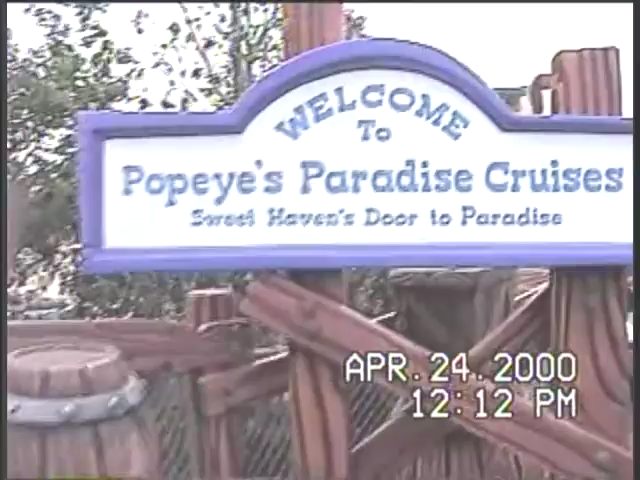 WELCOME
To
Popeye's Paradise Cruises
Sweet Haven's Door to Paradise
APR. 24. 2000
12:12 PM